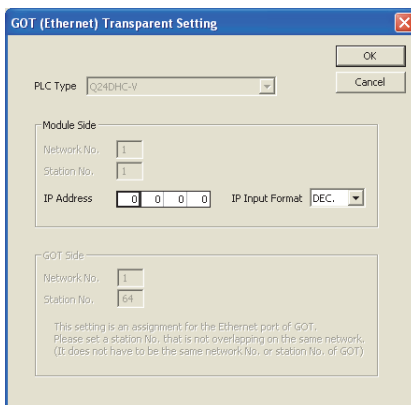 GOT (Ethernet) Transparent Setting
OK
PLC Type Q24DHC-V
Cancel
Module Side
Network No. 1
Station No. 1
IP Address 0 0 0 0 IP Input Format DEC.
GOT Side
Network No. 1
Station No. 64
This setting is an assignment for the Ethernet port of GOT.
Please set a station No. that is not overlapping on the same network.
(It does not have to be the same network No. or station No. of GOT)